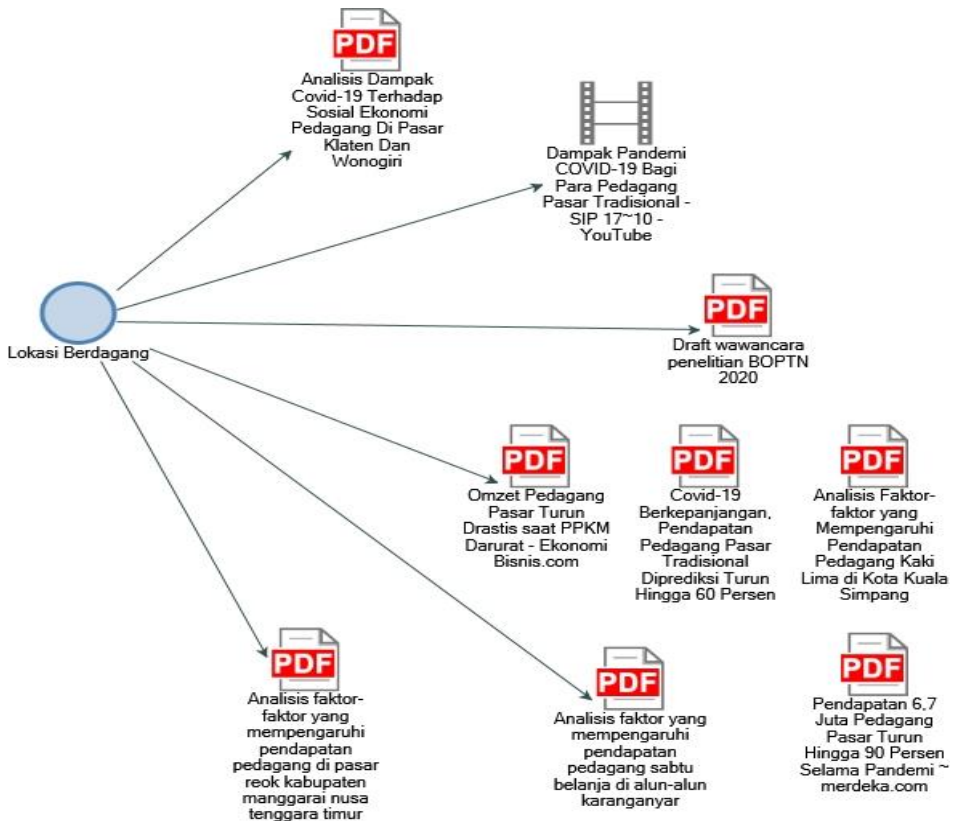 PDF
Analisis Dampak
Covid-19 Terhadap
Sosial Ekonomi
Pedagang Di Pasar
Klaten Dan
Wonogiri
Dampak Pandemi
COVID-19 Bagi
Para Pedagang
Pasar Tradisional -
SIP 17~10 -
YouTube
PDF
Draft wawancara
penelitian BOPTN
2020
Lokasi Berdagang
PDF
Omzet Pedagang
Pasar Turun
Drastis saat PPKM
Darurat - Ekonomi
Bisnis.com
PDF
Covid-19
Berkepanjangan,
Pendapatan
Pedagang Pasar
Tradisional
Diprediksi Turun
Hingga 60 Persen
PDF
Analisis Faktor-
faktor yang
Mempengaruhi
Pendapatan
Pedagang Kaki
Lima di Kota Kuala
Simpang
PDF
Analisis faktor-
faktor yang
mempengaruhi
pendapatan
pedagang di pasar
reok kabupaten
manggarai nusa
tenggara timur
PDF
Analisis faktor yang
mempengaruhi
pendapatan
pedagang sabtu
belanja di alun-alun
karanganyar
PDF
Pendapatan 6,7
Juta Pedagang
Pasar Turun
Hingga 90 Persen
Selama Pandemi ~
merdeka.com